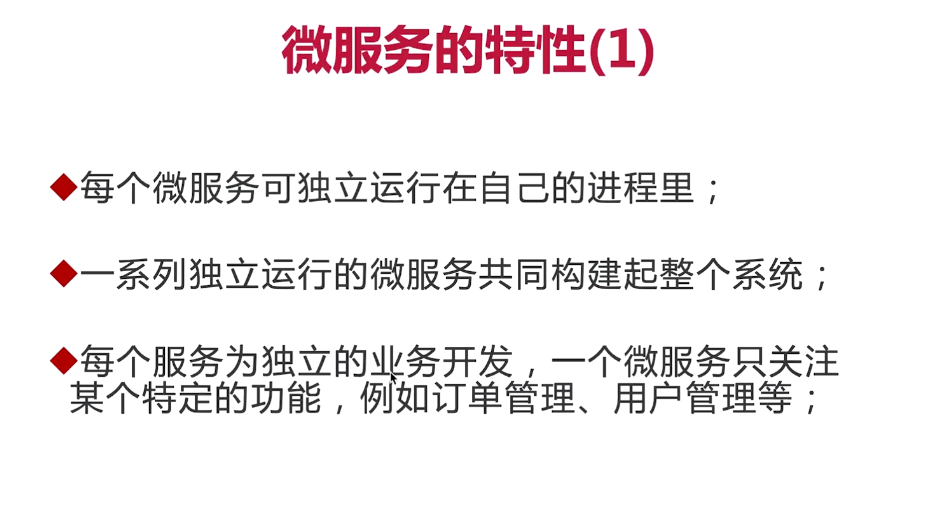 微服务的特性(1)
◆每个微服务可独立运行在自己的进程里；
◆一系列独立运行的微服务共同构建起整个系统；
◆每个服务为独立的业务开发，一个微服务只关注
某个特定的功能，例如订单管理、用户管理等；